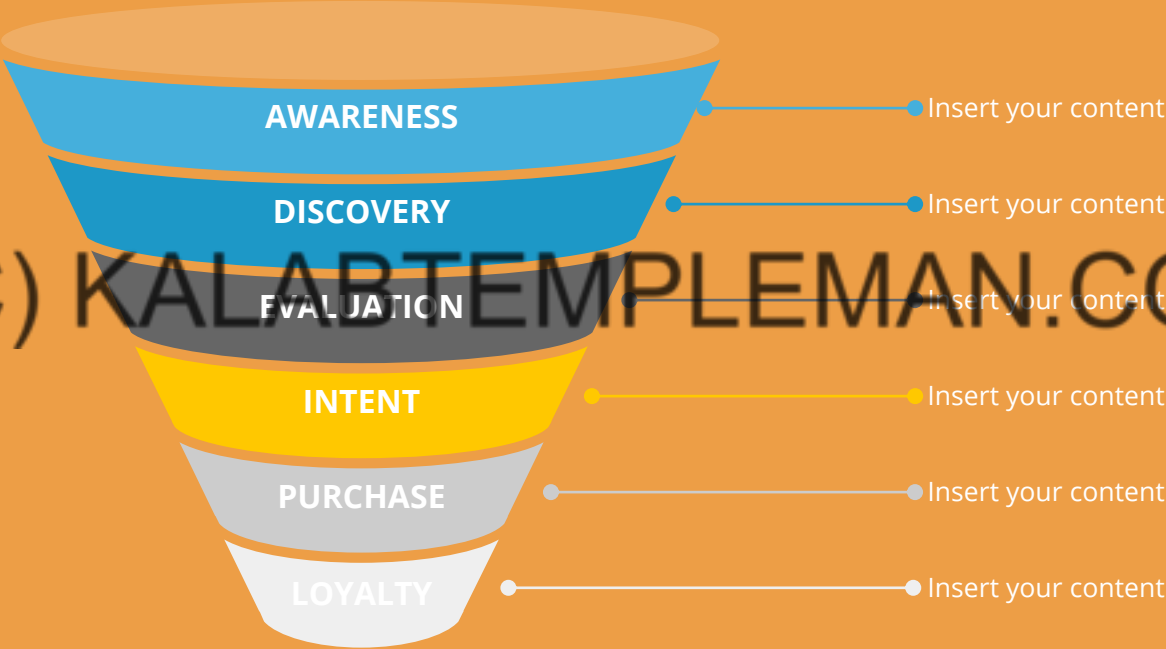 AWARENESS
Insert your content
DISCOVERY
Insert your content
) KALABTEMPLEMAN.CO
EVALUATION
Insert your content
INTENT
Insert your content
PURCHASE
Insert your content
LOYALTY
Insert your content